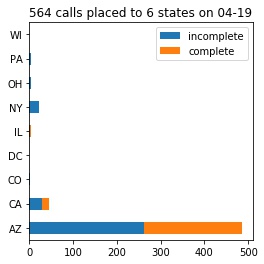 564 calls placed to 6 states on 04-19
incomplete
complete
WI
PA
OH
NY
IL
DC
CO
CA
AZ
0 100 200 300 400 500